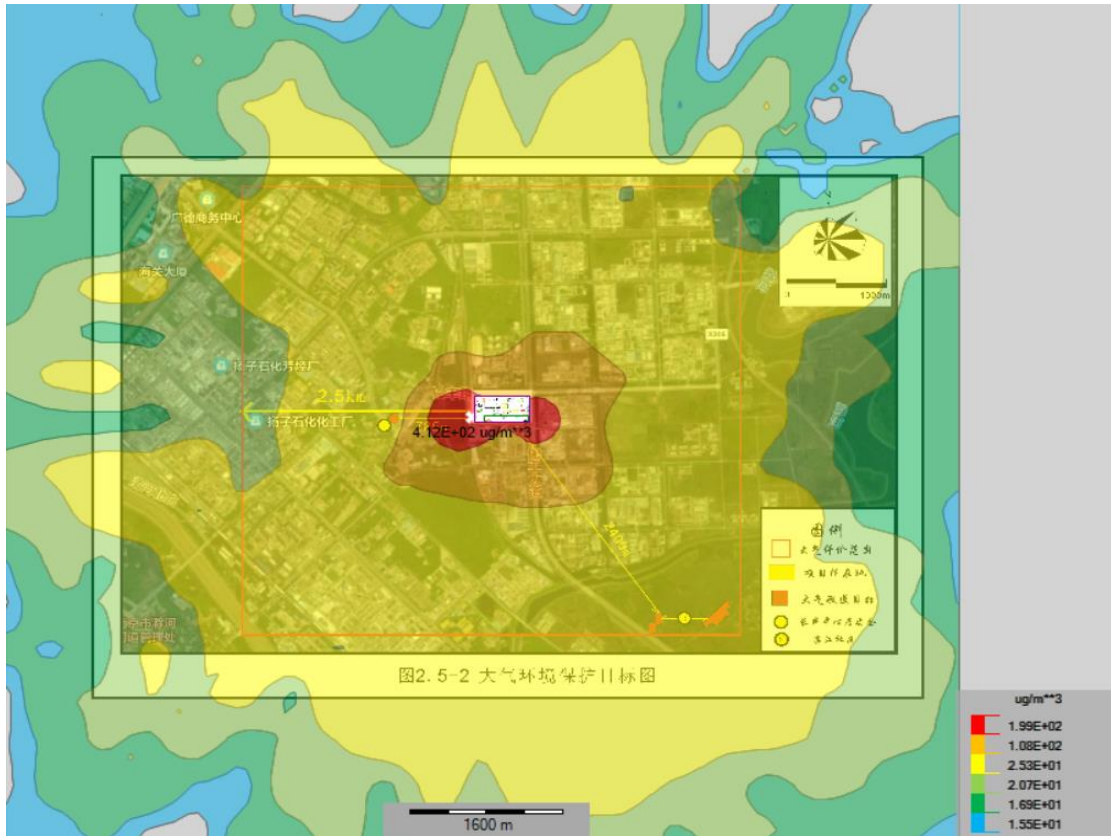 广德商务中心
海关大厦
1000m
X304
扬子石化芳烃厂
2.5km
扬子石化化工厂
4.12E+02 ug/m**3
2400m
图例
大气评价范围
项目所在地
大气敏感目标
图2.5-2 大气环境保护目标图
ug/m**3
1.99E+02
1.08E+02
2.53E+01
2.07E+01
1.69E+01
1.55E+01
1600 m